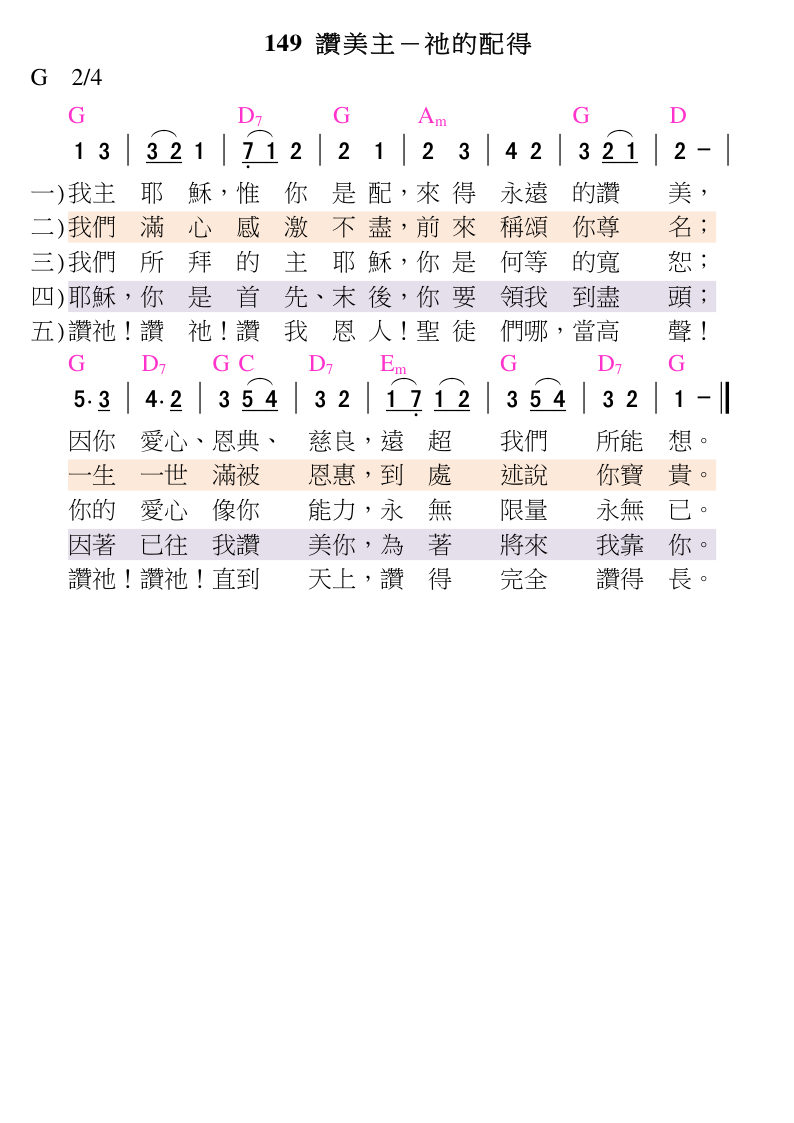 149 讚美主－祂的配得
G 2/4
G D7 G Am G D
1 3 | 3 2 1 | 7 1 2 | 2 1 | 2 3 | 4 2 | 3 2 1 | 2 － |
一)我主 耶 穌，惟 你 是 配，來 得 永遠 的讚 美，
二)我們 滿 心 感 激 不 盡，前 來 稱頌 你尊 名；
三)我們 所 拜 的 主 耶 穌，你 是 何等 的寬 恕；
四)耶穌，你 是 首 先、末 後，你 要 領我 到盡 頭；
五)讚祂！讚 祂！讚 我 恩 人！聖 徒 們哪，當高 聲！
G D7 G C D7 Em G D7 G
5· 3 | 4· 2 | 3 5 4 | 3 2 | 1 7 1 2 | 3 5 4 | 3 2 | 1 － ‖
因你 愛心、恩典、 慈良，遠 超 我們 所能 想。
一生 一世 滿被 恩惠，到 處 述說 你寶 貴。
你的 愛心 像你 能力，永 無 限量 永無 已。
因著 已往 我讚 美你，為 著 將來 我靠 你。
讚祂！讚祂！直到 天上，讚 得 完全 讚得 長。